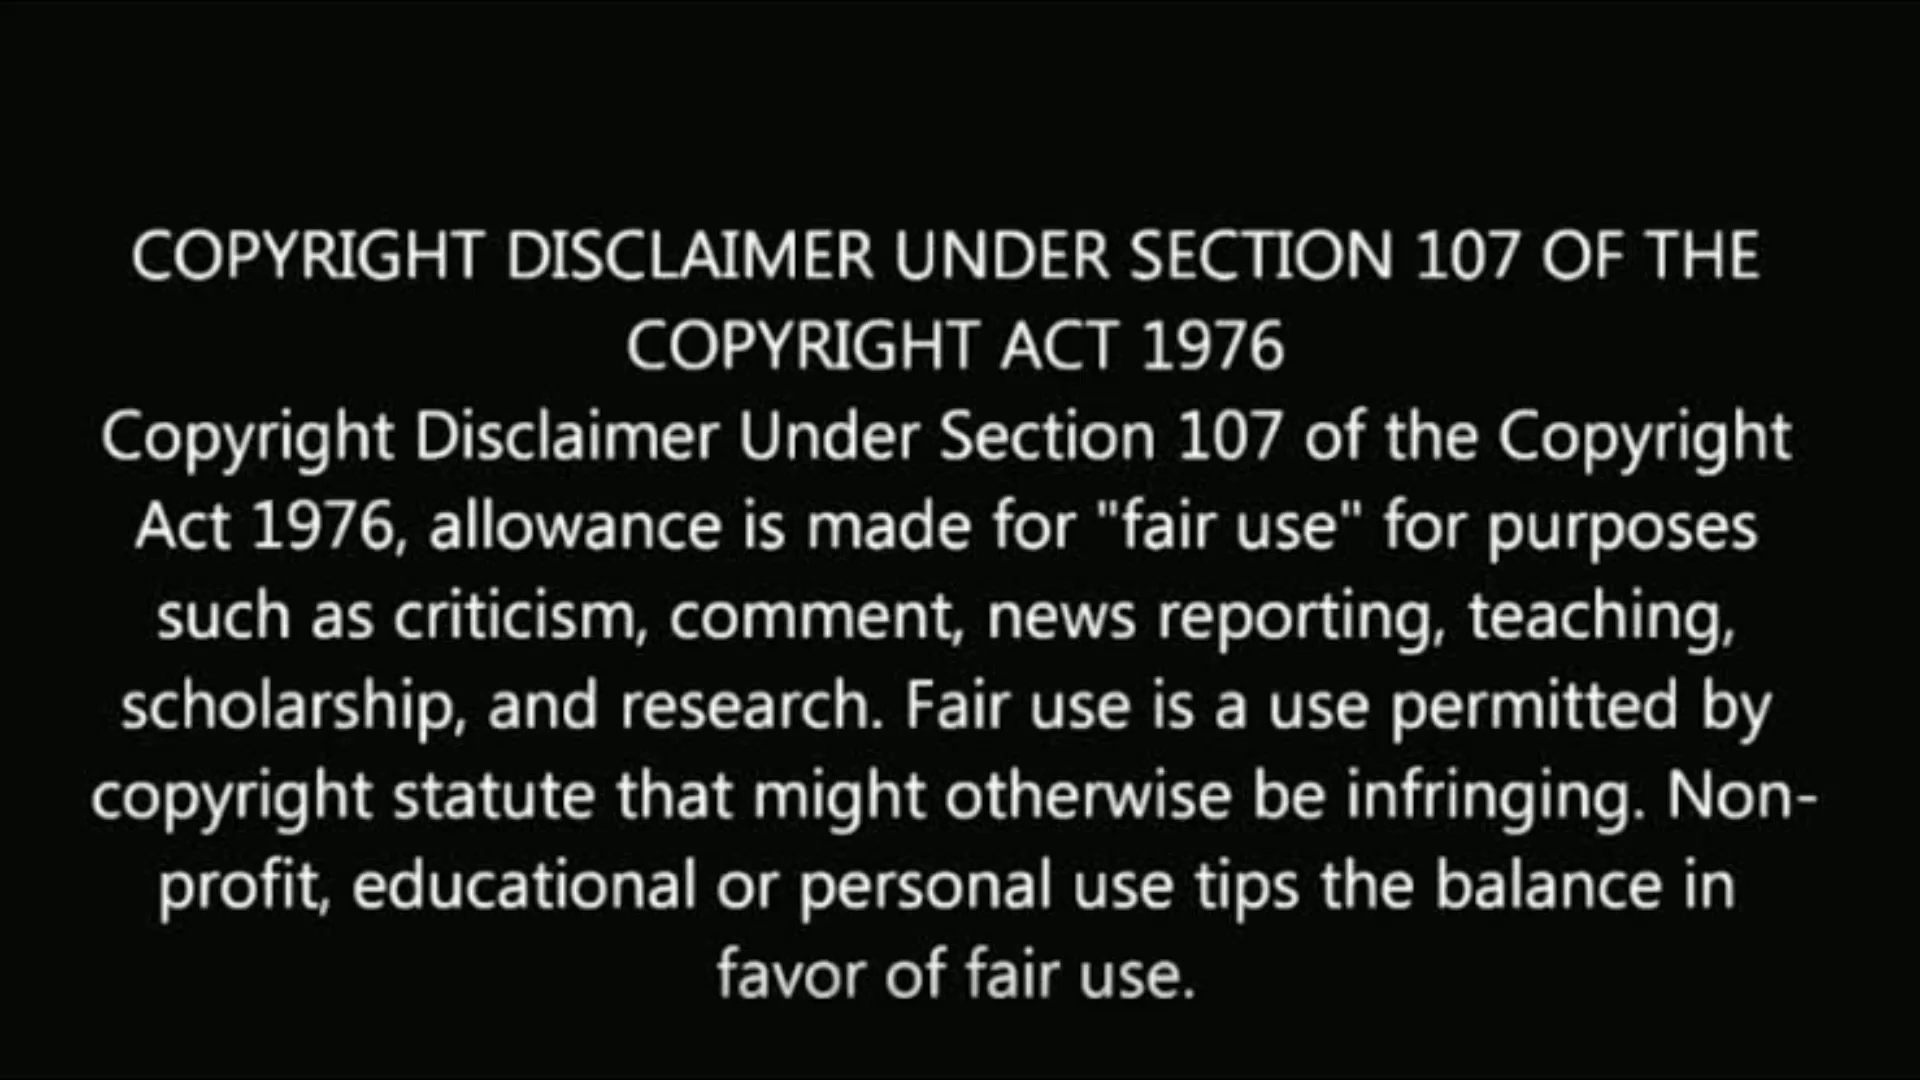 COPYRIGHT DISCLAIMER UNDER SECTION 107 OF THE
COPYRIGHT ACT 1976
Copyright Disclaimer Under Section 107 of the Copyright
Act 1976, allowance is made for "fair use" for purposes
such as criticism, comment, news reporting, teaching,
scholarship, and research. Fair use is a use permitted by
copyright statute that might otherwise be infringing. Non-
profit, educational or personal use tips the balance in
favor of fair use.